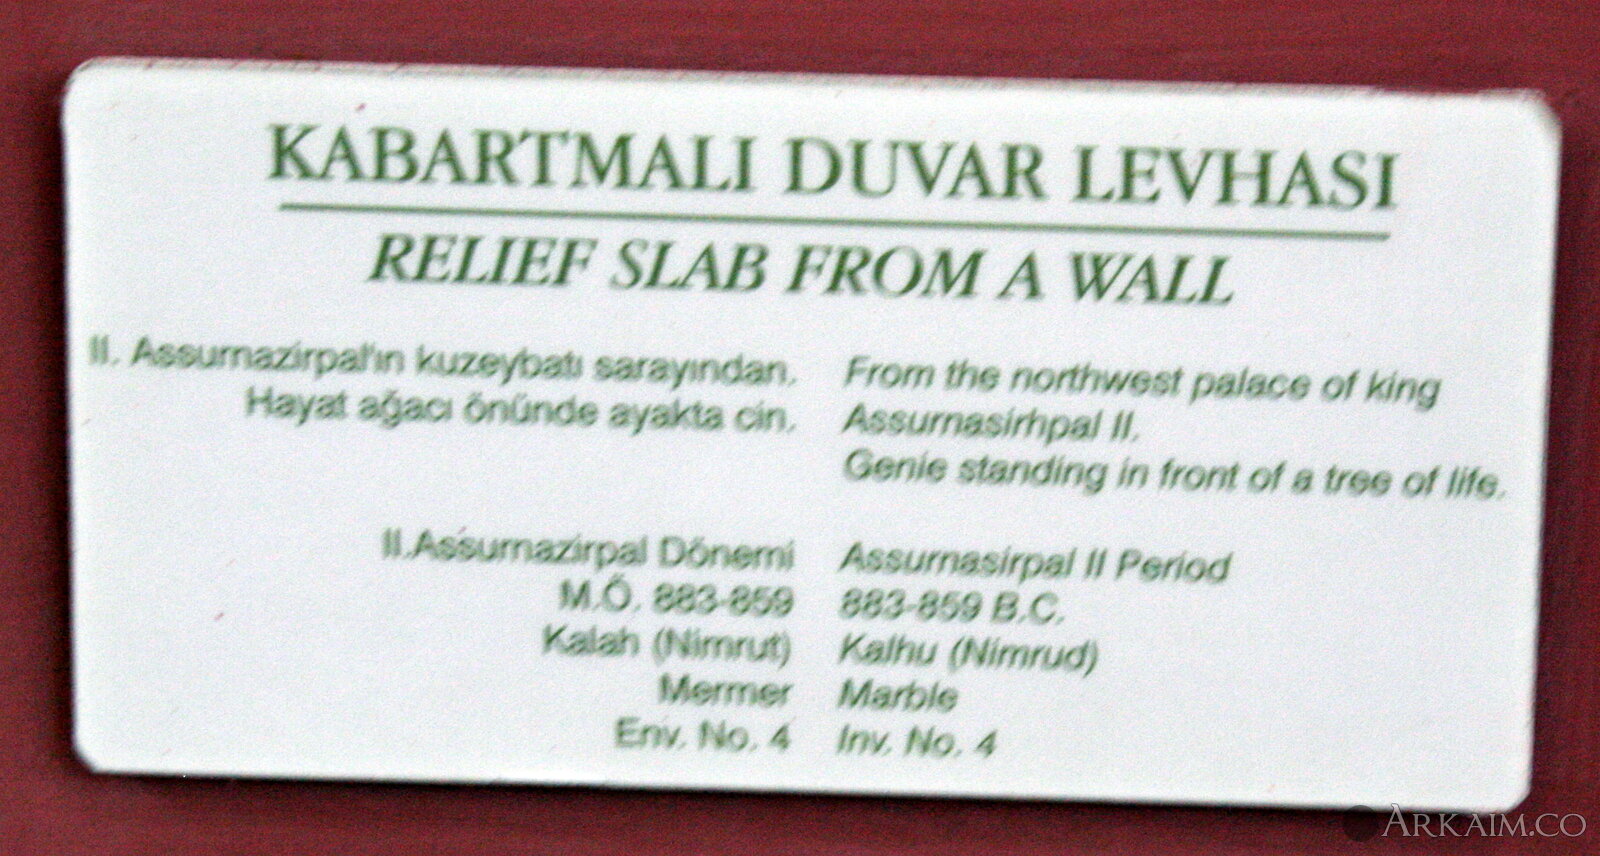 KABARTMALI DUVAR LEVHASI
RELIEF SLAB FROM A WALL
II. Assurnazirpal'ın kuzeybatı sarayından.
Hayat ağacı önünde ayakta cin.
II.Assurnazirpal Dönemi
M.Ö. 883-859
Kalah (Nimrut)
Mermer
Env. No. 4
From the northwest palace of king
Assurnasirhpal II.
Genie standing in front of a tree of life.
Assurnasirpal II Period
883-859 B.C.
Kalhu (Nimrud)
Marble
Inv. No. 4
ARKAIM.CO